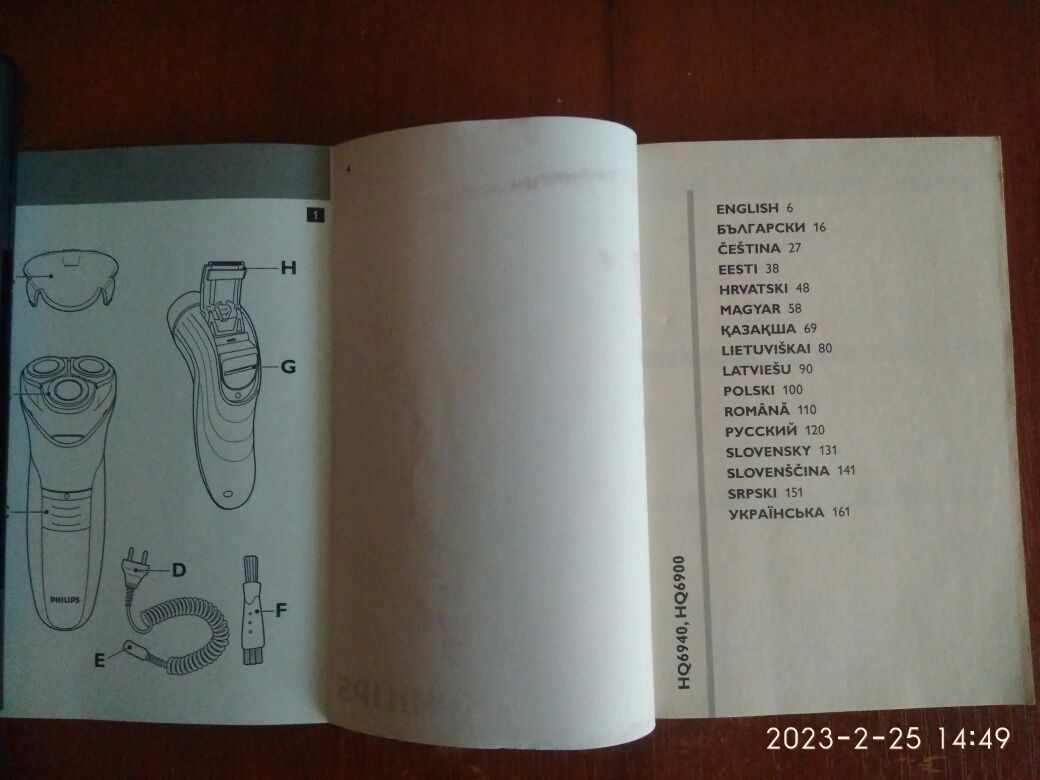 1
H
G
D
E
F
PHILIPS
4
ENGLISH 6
БЪЛГАРСКИ 16
ČEŠTINA 27
EESTI 38
HRVATSKI 48
MAGYAR 58
ҚАЗАҚША 69
LIETUVIŠKAI 80
LATVIEŠU 90
POLSKI 100
ROMÂNĂ 110
РУССКИЙ 120
SLOVENSKY 131
SLOVENŠČINA 141
SRPSKI 151
УКРАЇНСЬКА 161
HQ6940, HQ6900
PHILIPS
2023-2-25 14:49